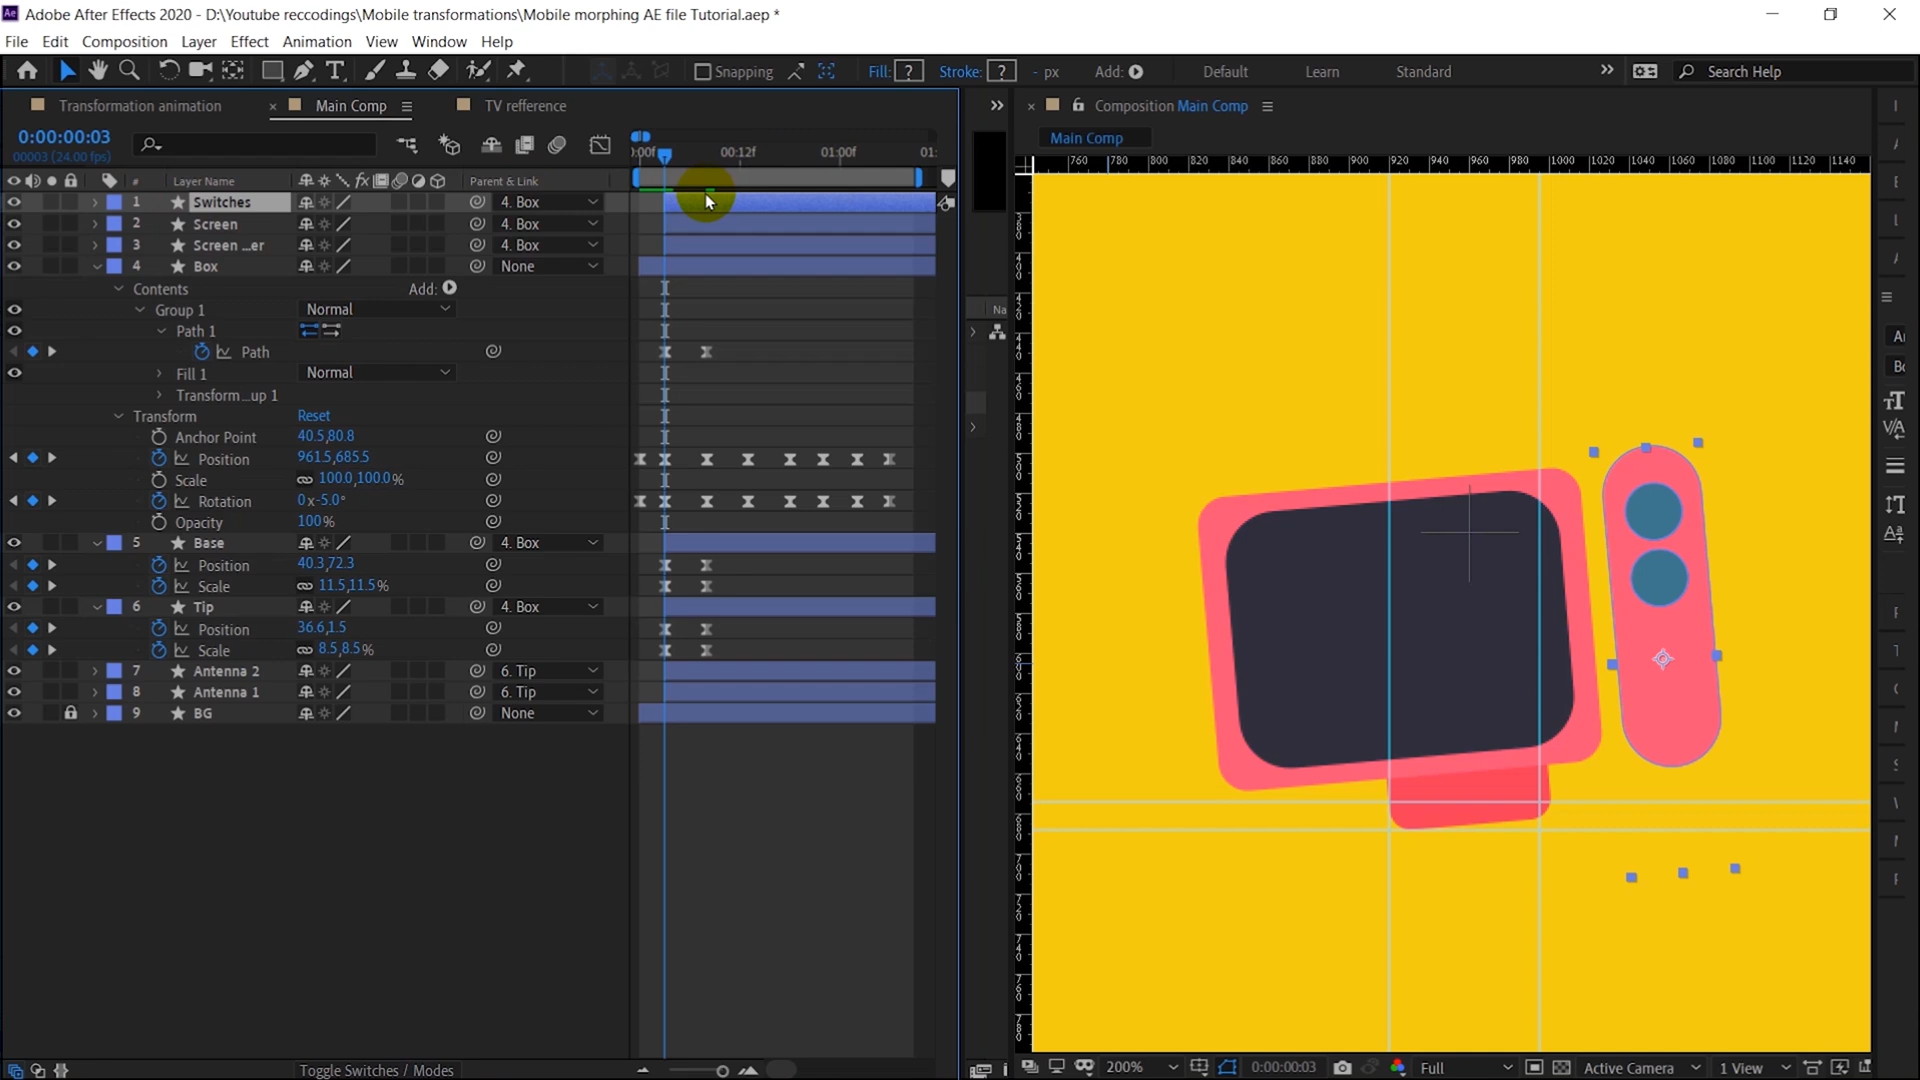 Adobe After Effects 2020 - D:\Youtube reccodings\Mobile transformations\Mobile morphing AE file Tutorial.aep *
File Edit Composition Layer Effect Animation View Window Help
Snapping Fill: ? Stroke: ? - px Add: Default Learn Standard Search Help
Transformation animation Main Comp TV refference Composition Main Comp
0:00:00:03
00003 (24.00 fps)
Main Comp
00f 00:12f 01:00f 01:
760 780 800 820 840 860 880 900 920 940 960 980 1000 1020 1040 1060 1080 1100 1120 1140
# Layer Name fx Parent & Link
1 Switches 4. Box
2 Screen 4. Box
3 Screen ...er 4. Box
4 Box None
Contents Add:
Group 1 Normal
Path 1
Path
Fill 1 Normal
Transform...up 1
Transform Reset
Anchor Point 40.5,80.8
Position 961.5,685.5
Scale 100.0,100.0%
Rotation 0x-5.0°
Opacity 100%
5 Base 4. Box
Position 40.3,72.3
Scale 11.5,11.5%
6 Tip 4. Box
Position 36.6,1.5
Scale 8.5,8.5%
7 Antenna 2 6. Tip
8 Antenna 1 6. Tip
9 BG None
Toggle Switches / Modes
200% 0:00:00:03 Full Active Camera 1 View